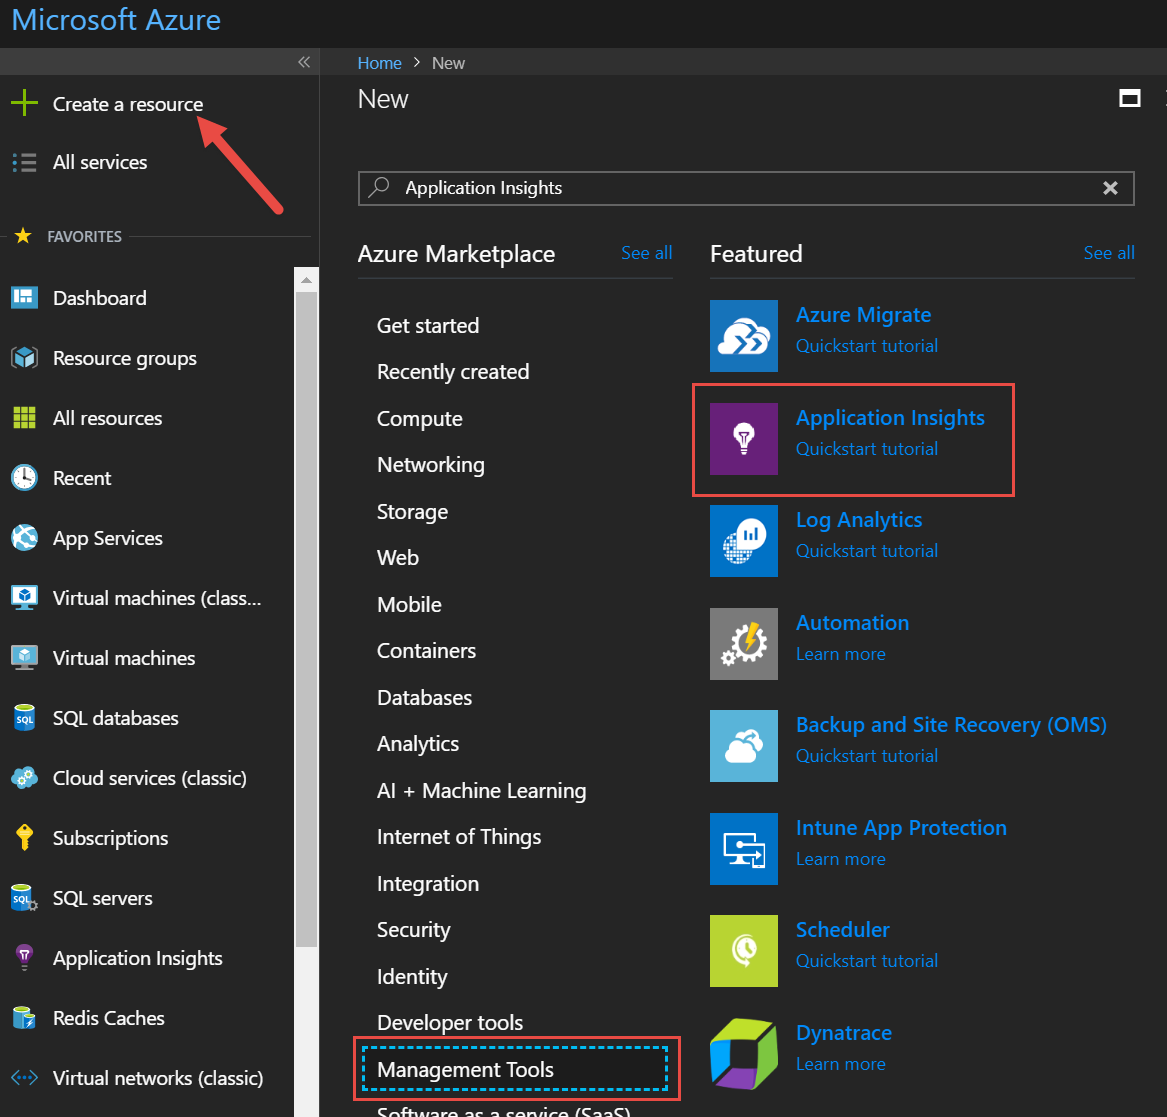 Microsoft Azure
«
Create a resource
All services
FAVORITES
Dashboard
Resource groups
All resources
Recent
App Services
Virtual machines (class...
Virtual machines
SQL databases
Cloud services (classic)
Subscriptions
SQL servers
Application Insights
Redis Caches
Virtual networks (classic)
Home > New
New
Application Insights
Azure Marketplace See all
Get started
Recently created
Compute
Networking
Storage
Web
Mobile
Containers
Databases
Analytics
AI + Machine Learning
Internet of Things
Integration
Security
Identity
Developer tools
Management Tools
Software as a service (SaaS)
Featured See all
Azure Migrate
Quickstart tutorial
Application Insights
Quickstart tutorial
Log Analytics
Quickstart tutorial
Automation
Learn more
Backup and Site Recovery (OMS)
Quickstart tutorial
Intune App Protection
Learn more
Scheduler
Quickstart tutorial
Dynatrace
Learn more